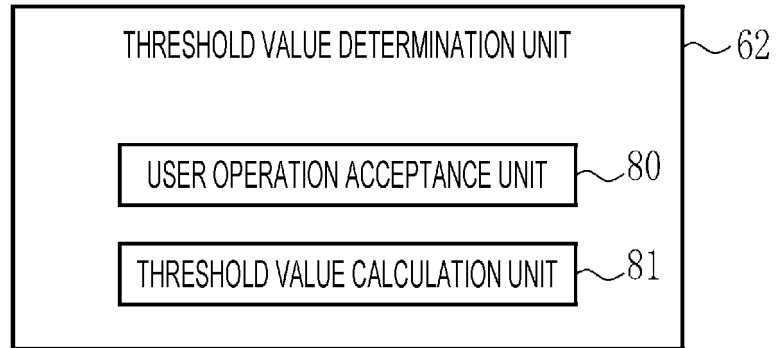 THRESHOLD VALUE DETERMINATION UNIT 62
USER OPERATION ACCEPTANCE UNIT 80
THRESHOLD VALUE CALCULATION UNIT 81